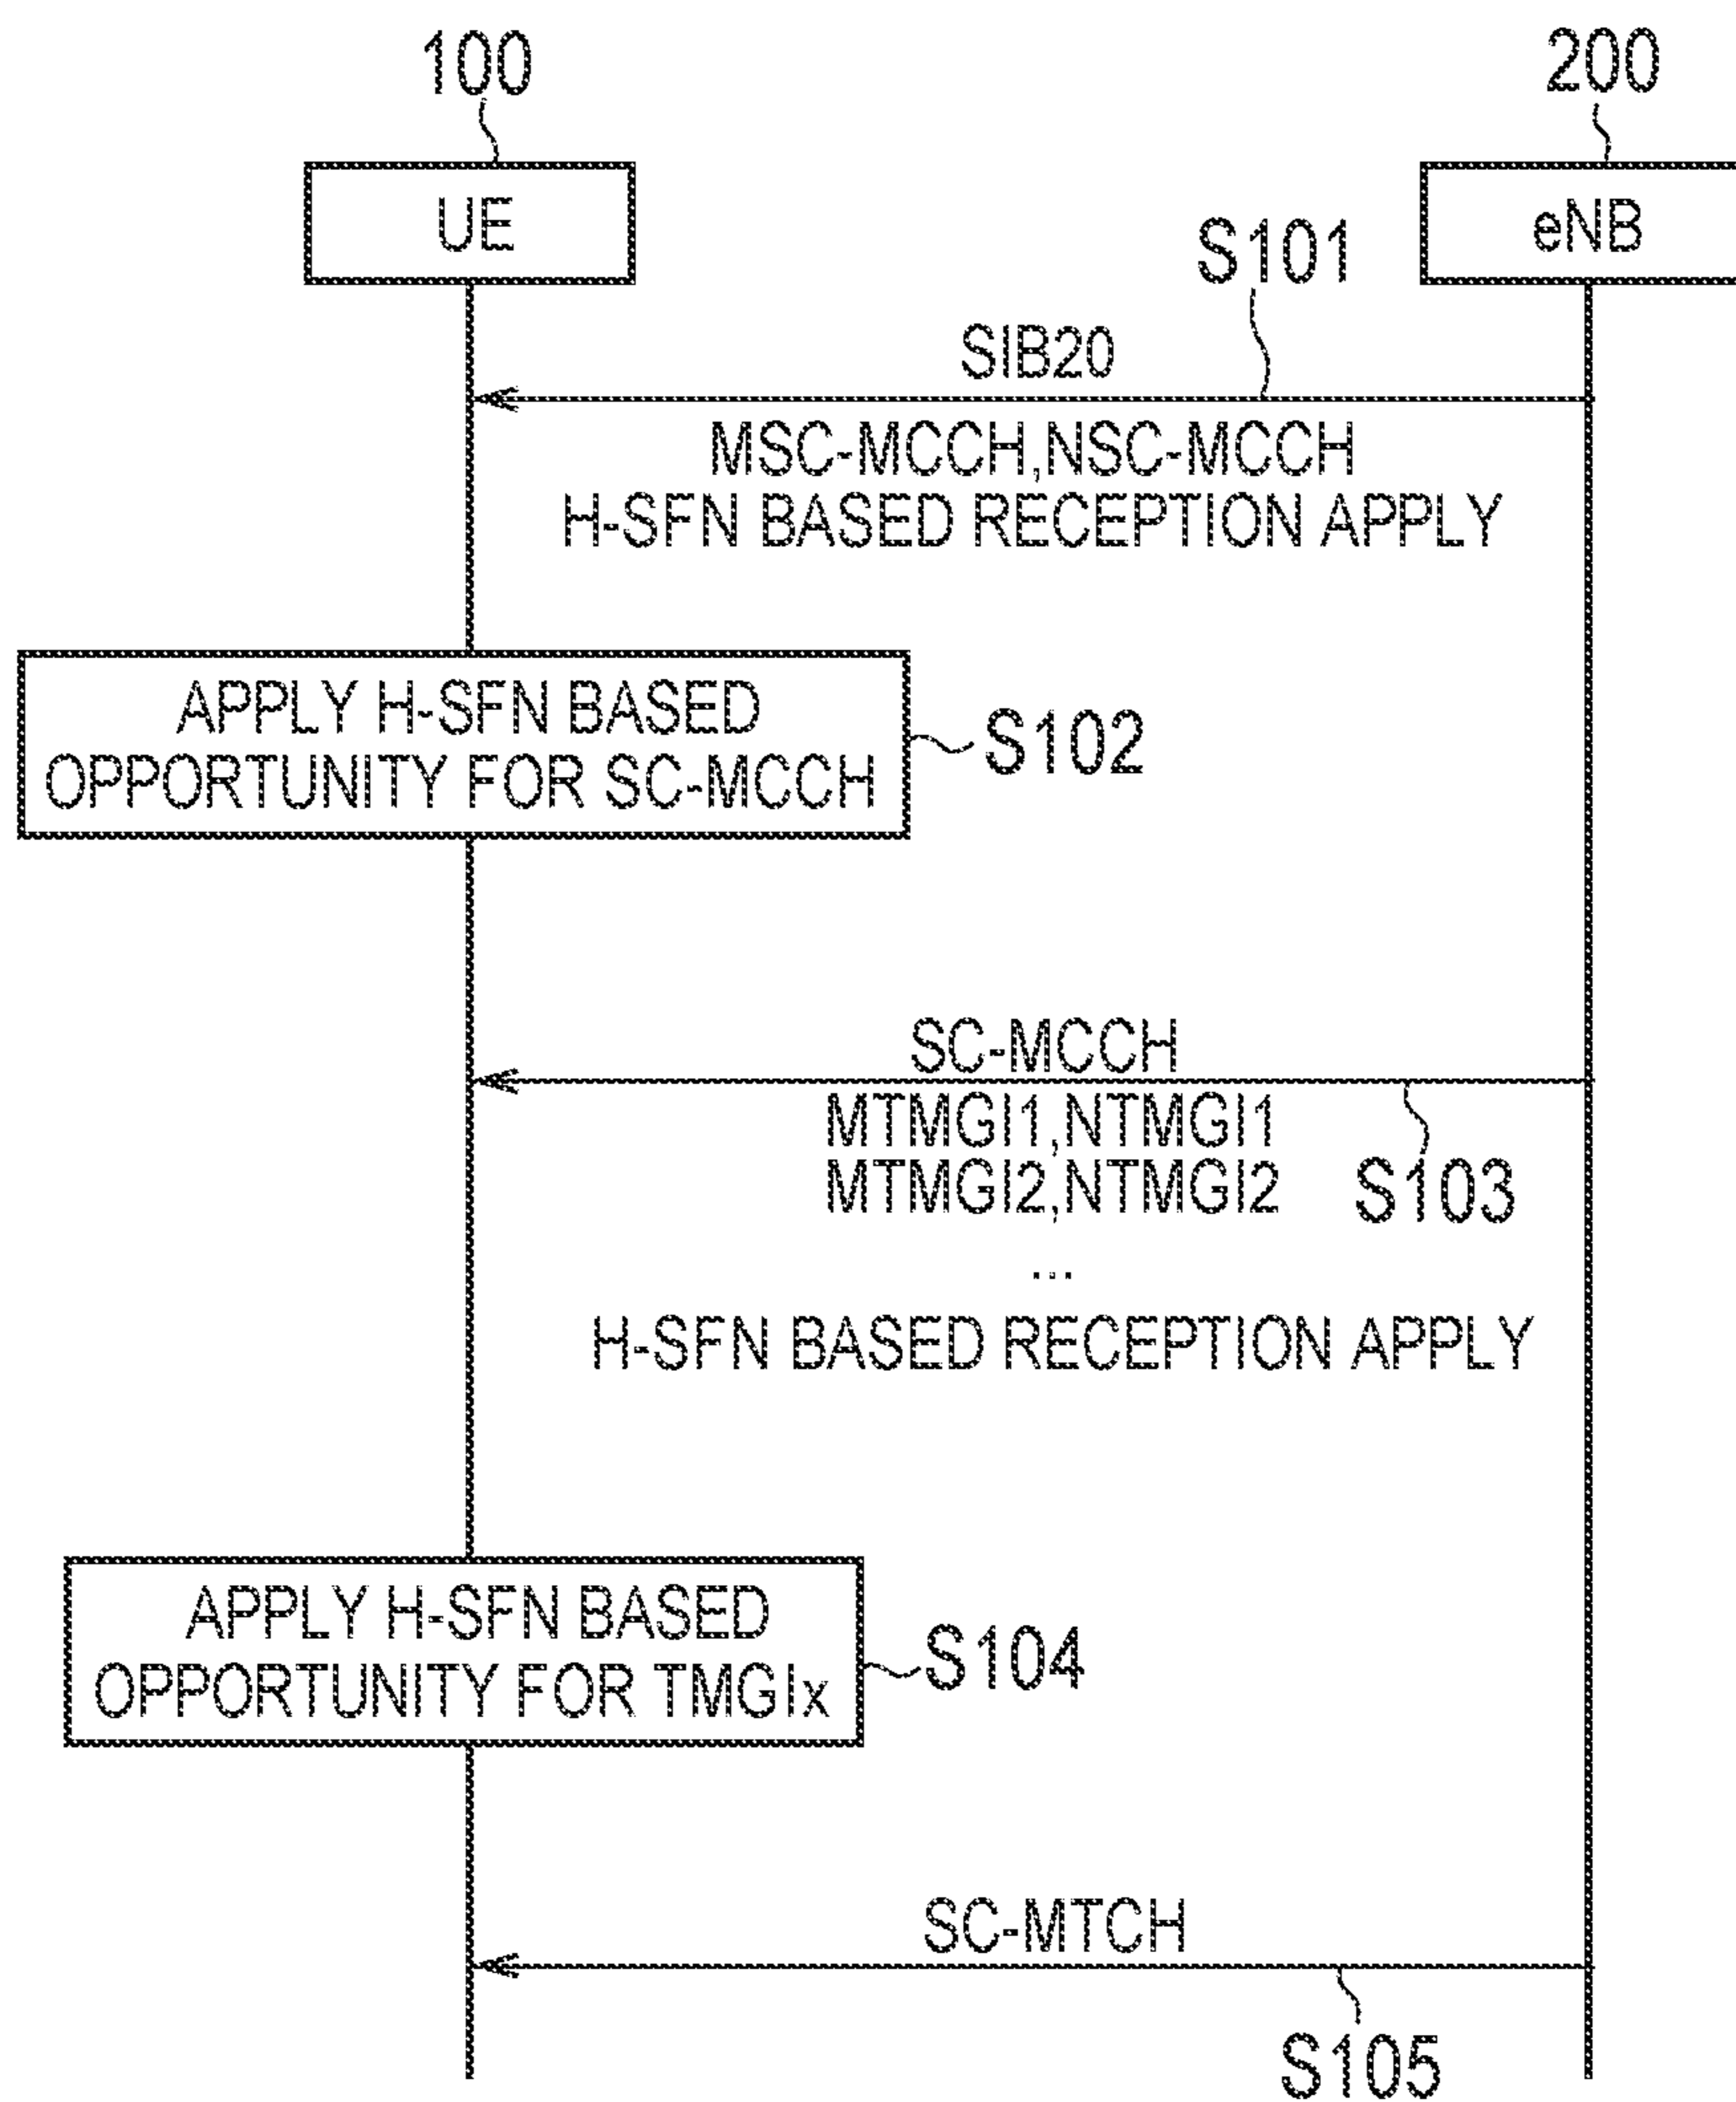 100
200
UE
eNB
S101
SIB20
MSC-MCCH,NSC-MCCH
H-SFN BASED RECEPTION APPLY
APPLY H-SFN BASED
OPPORTUNITY FOR SC-MCCH
S102
SC-MCCH
MTMGI1,NTMGI1
MTMGI2,NTMGI2
S103
...
H-SFN BASED RECEPTION APPLY
APPLY H-SFN BASED
OPPORTUNITY FOR TMGIx
S104
SC-MTCH
S105